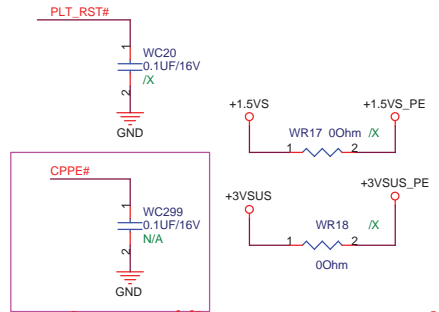 PLT_RST#
1
WC20
0.1UF/16V
/X
2
GND
CPPE#
1
WC299
0.1UF/16V
N/A
2
GND
+1.5VS
+1.5VS_PE
WR17 0Ohm /X
1 2
+3VSUS
+3VSUS_PE
WR18 /X
1 2
0Ohm